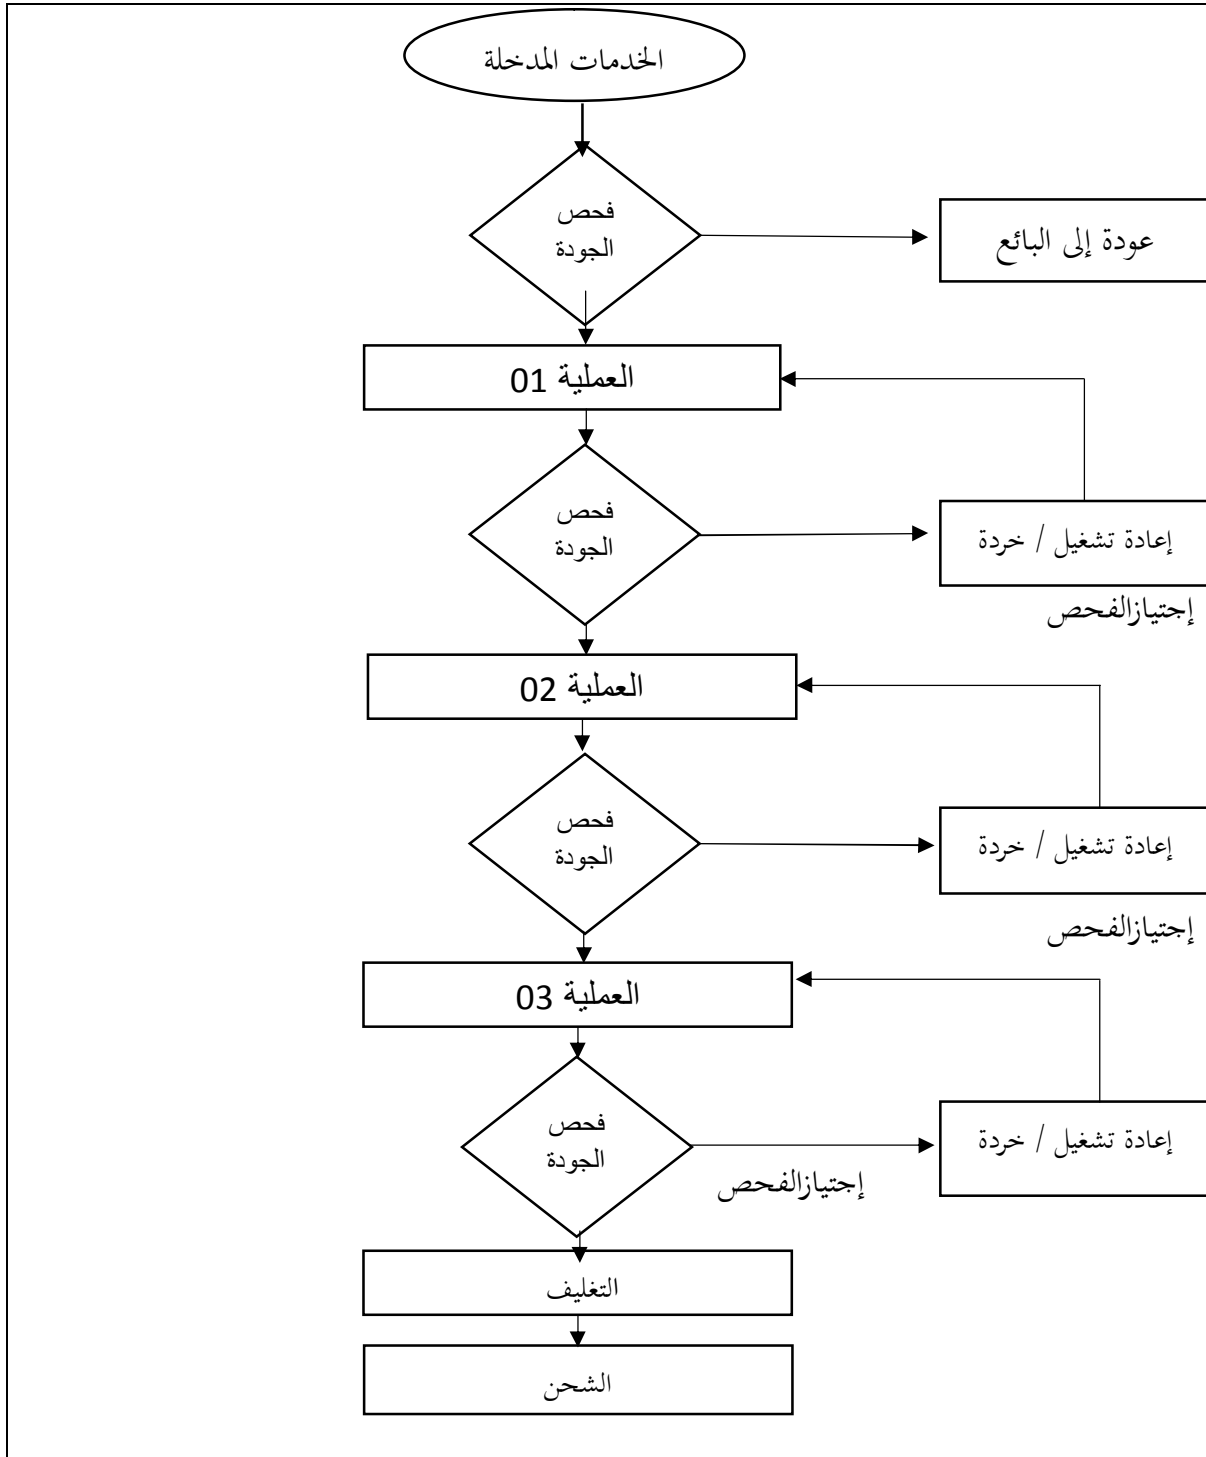 الخدمات المدخلة
فحص
الجودة
عودة إلى البائع
العملية 01
فحص
الجودة
إعادة تشغيل / خردة
إجتيازالفحص
العملية 02
فحص
الجودة
إعادة تشغيل / خردة
إجتيازالفحص
العملية 03
فحص
الجودة
إعادة تشغيل / خردة
إجتيازالفحص
التغليف
الشحن